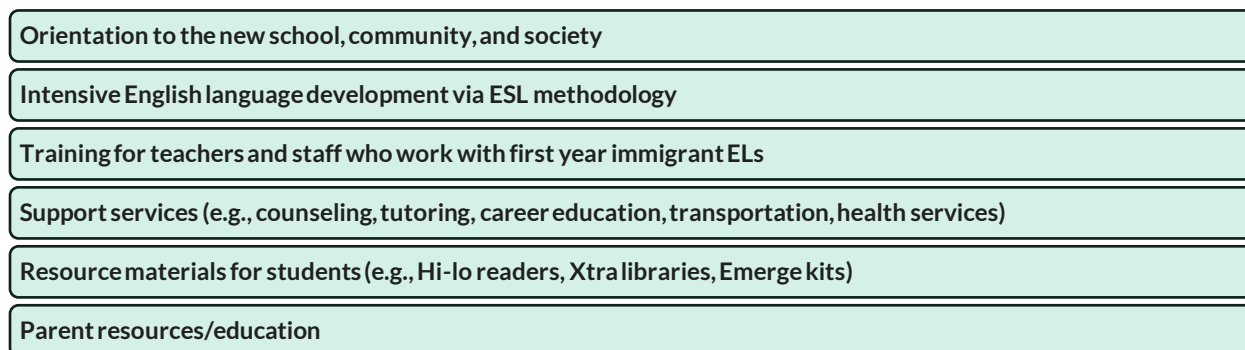 Orientation to the new school, community, and society
Intensive English language development via ESL methodology
Training for teachers and staff who work with first year immigrant ELs
Support services (e.g., counseling, tutoring, career education, transportation, health services)
Resource materials for students (e.g., Hi-lo readers, Xtra libraries, Emerge kits)
Parent resources/education